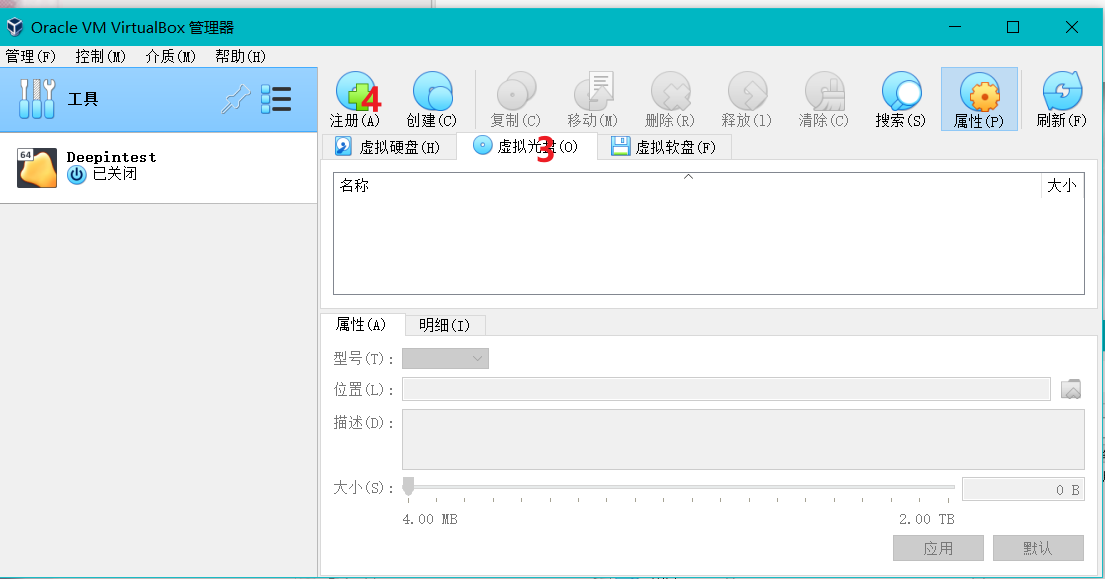 Oracle VM VirtualBox 管理器
管理(F) 控制(M) 介质(M) 帮助(H)
工具
注册(A) 创建(C) 复制(C) 移动(M) 删除(R) 释放(l) 清除(C) 搜索(S) 属性(P) 刷新(F)
4
虚拟硬盘(H) 虚拟光盘(O) 虚拟软盘(F)
3
64
Deepintest
已关闭
名称 大小
属性(A) 明细(I)
型号(T):
位置(L):
描述(D):
大小(S): 0 B
4.00 MB 2.00 TB
应用 默认